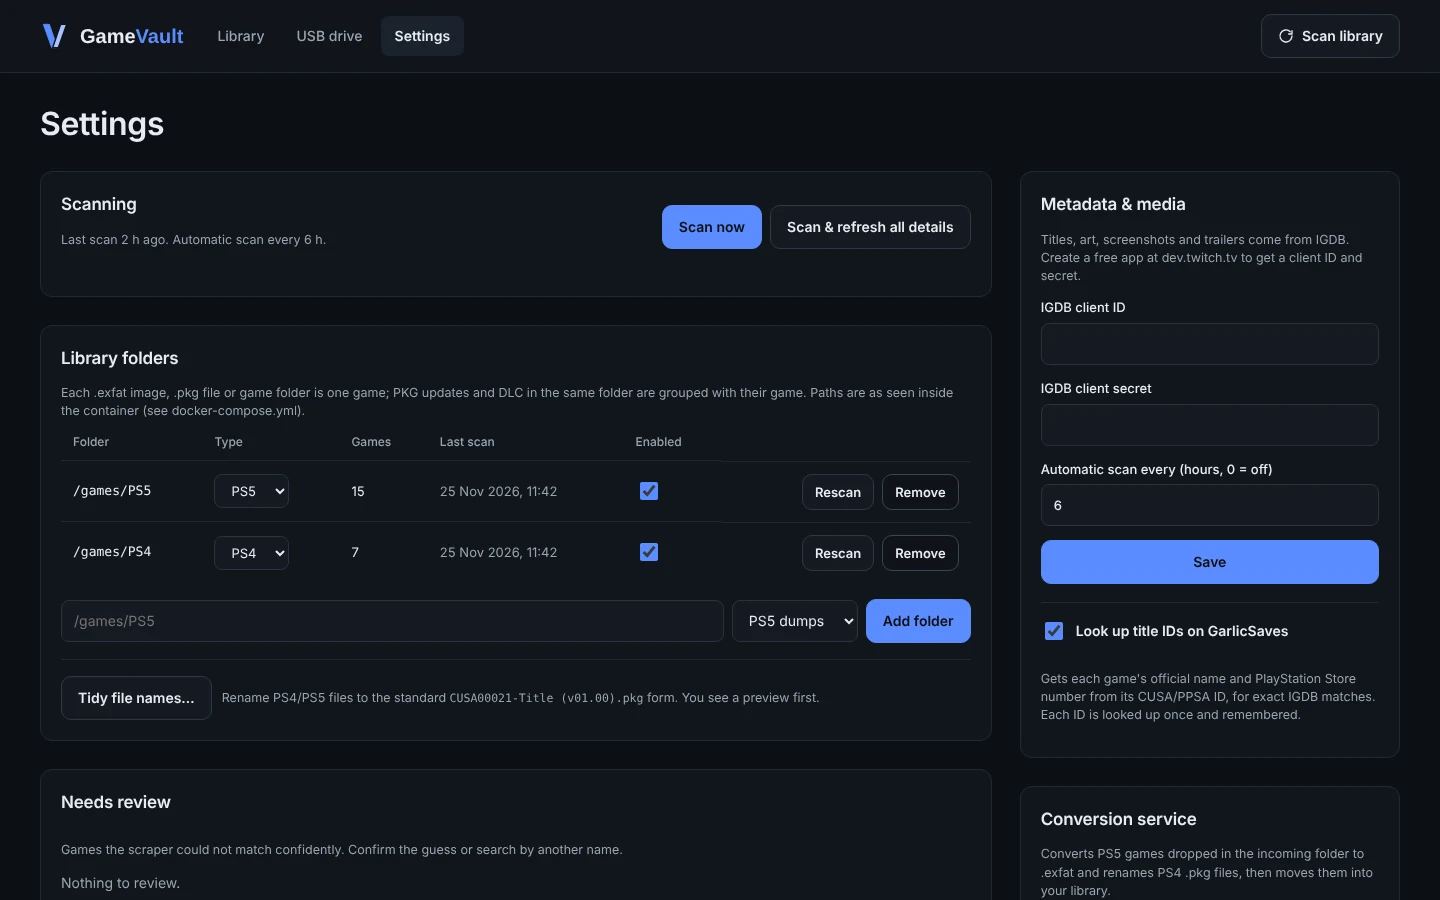 GameVault
Library
USB drive
Settings
Scan library
Settings
Scanning
Last scan 2 h ago. Automatic scan every 6 h.
Scan now
Scan & refresh all details
Library folders
Each .exfat image, .pkg file or game folder is one game; PKG updates and DLC in the same folder are grouped with their game. Paths are as seen inside
the container (see docker-compose.yml).
Folder Type Games Last scan Enabled
/games/PS5 PS5 15 25 Nov 2026, 11:42 Rescan Remove
/games/PS4 PS4 7 25 Nov 2026, 11:42 Rescan Remove
/games/PS5 PS5 dumps Add folder
Tidy file names... Rename PS4/PS5 files to the standard CUSA00021-Title (v01.00).pkg form. You see a preview first.
Needs review
Games the scraper could not match confidently. Confirm the guess or search by another name.
Nothing to review.
Metadata & media
Titles, art, screenshots and trailers come from IGDB.
Create a free app at dev.twitch.tv to get a client ID and
secret.
IGDB client ID
IGDB client secret
Automatic scan every (hours, 0 = off)
6
Save
Look up title IDs on GarlicSaves
Gets each game's official name and PlayStation Store
number from its CUSA/PPSA ID, for exact IGDB matches.
Each ID is looked up once and remembered.
Conversion service
Converts PS5 games dropped in the incoming folder to
.exfat and renames PS4 .pkg files, then moves them into
your library.